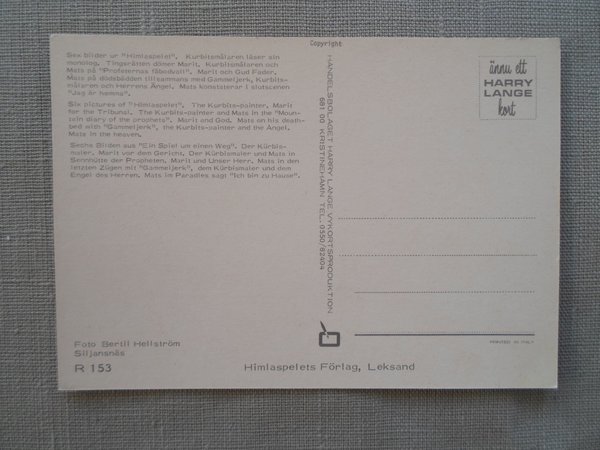 Copyright
Sex bilder ur "Himlaspelet". Kurbitsmålaren läser sin
monolog. Tingsrätten dömer Marit. Kurbitsmålaren och
Mats på "Profeternas fäbodvall". Marit och Gud Fader.
Mats på dödsbädden tillsammans med Gammeljerk, Kurbits-
målaren och Herrens Ängel. Mats konstaterar i slutscenen
"Jag är hemma".
Six pictures of "Himlaspelet". The Kurbits-painter. Marit
for the Tribunal. The Kurbits-painter and Mats in the "Moun-
tain diary of the prophets". Marit and God. Mats on his death-
bed with "Gammeljerk", the Kurbits-painter and the Angel.
Mats in the heaven.
Sechs Bilden aus "Ein Spiel um einen Weg". Der Kürbis-
maler. Marit vor dem Gericht. Der Kürbismaler und Mats in
Sennhütte der Propheten. Marit und Unser Herr. Mats in den
letzten Zügen mit "Gammeljerk", dem Kürbismaler und dem
Engel des Herren. Mats im Paradies sagt "Ich bin zu Hause".
Foto Bertil Hellström
Siljansnäs
R 153
Himlaspelets Förlag, Leksand
HANDELSBOLAGET HARRY LANGE VYKORTSPRODUKTION
681 00 KRISTINEHAMN TEL. 0550/82404
ännu ett
HARRY
LANGE
kort
PRINTED IN ITALY